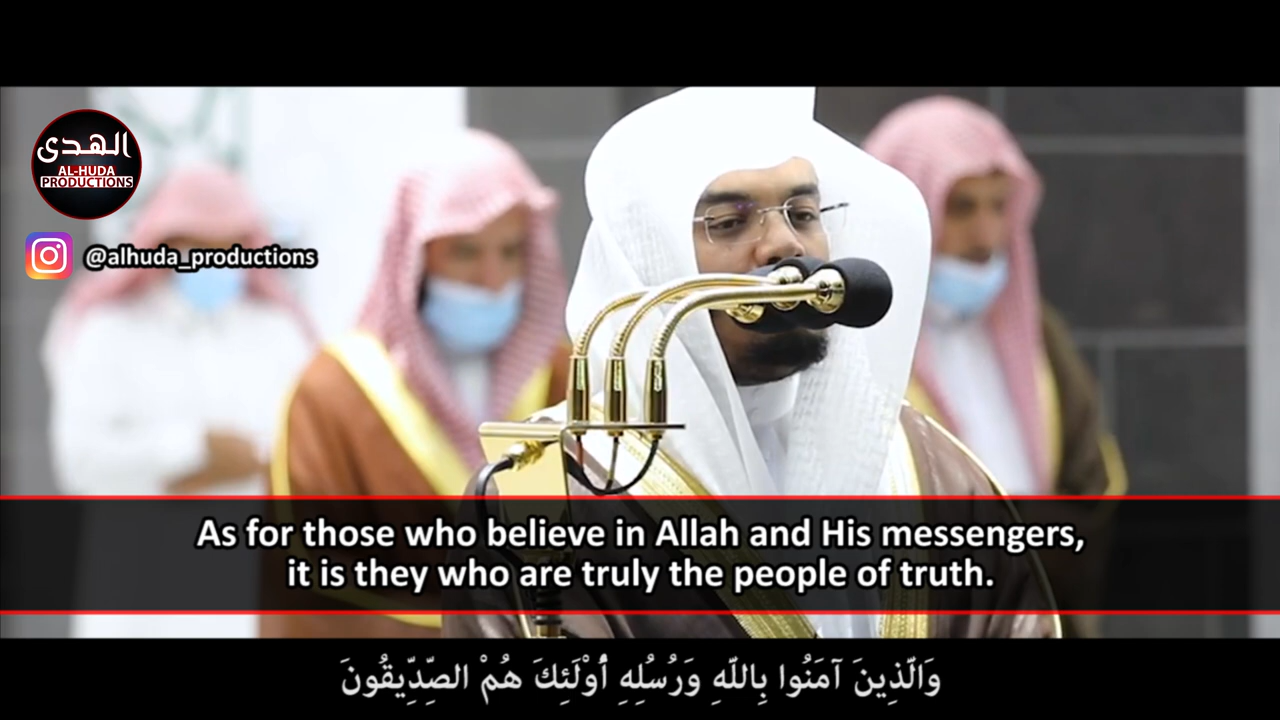 الهدى
AL-HUDA
PRODUCTIONS
@alhuda_productions
As for those who believe in Allah and His messengers,
it is they who are truly the people of truth.
وَالَّذِينَ آمَنُوا بِاللَّهِ وَرُسُلِهِ أُوْلَئِكَ هُمْ الصِّدِّيقُونَ